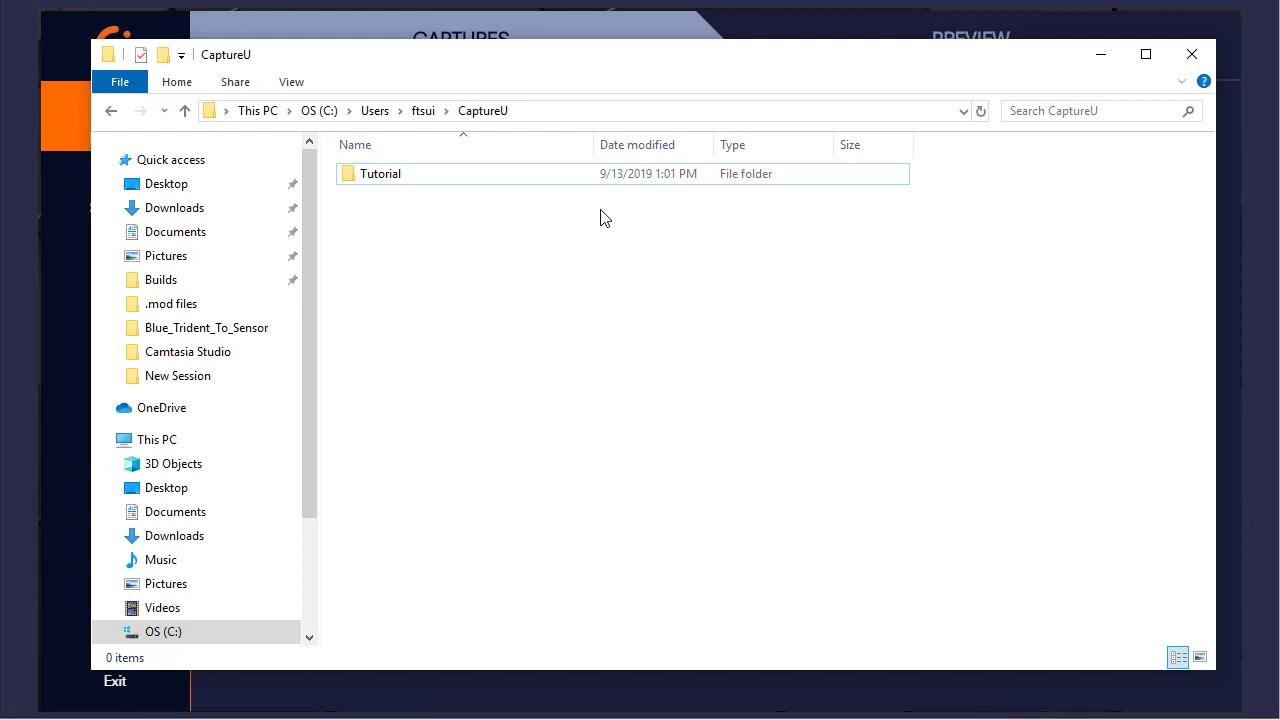 CAPTURES
PREVIEW
CaptureU
File Home Share View
This PC > OS (C:) > Users > ftsui > CaptureU
Search CaptureU
Name Date modified Type Size
Tutorial 9/13/2019 1:01 PM File folder
Quick access
Desktop
Downloads
Documents
Pictures
Builds
.mod files
Blue_Trident_To_Sensor
Camtasia Studio
New Session
OneDrive
This PC
3D Objects
Desktop
Documents
Downloads
Music
Pictures
Videos
OS (C:)
0 items
Exit